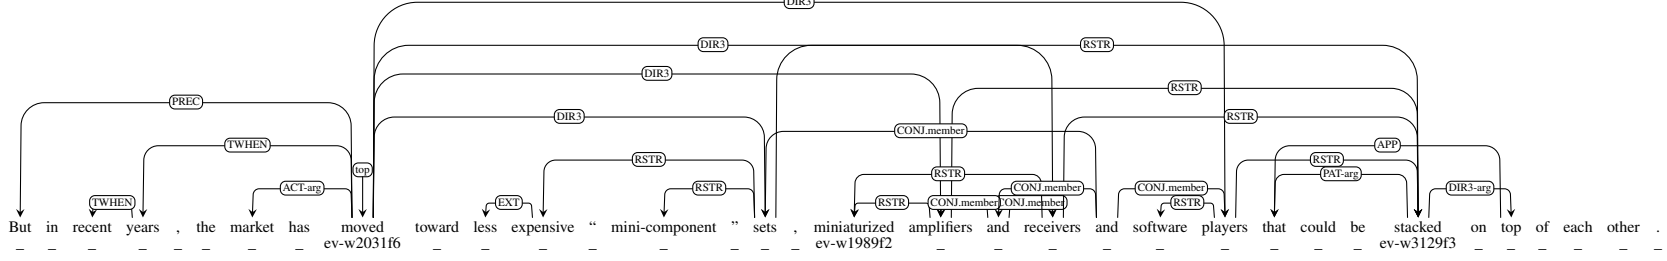 DIR3
DIR3 RSTR
DIR3 RSTR
PREC DIR3 RSTR
CONJ.member
TWHEN APP
RSTR RSTR
top RSTR PAT-arg
ACT-arg RSTR CONJ.member CONJ.member DIR3-arg
TWHEN EXT RSTR CONJ.member CONJ.member RSTR
But in recent years , the market has moved toward less expensive “ mini-component ” sets , miniaturized amplifiers and receivers and software players that could be stacked on top of each other .
_ _ _ _ _ _ _ _ ev-w2031f6 _ _ _ _ _ _ _ _ ev-w1989f2 _ _ _ _ _ _ _ _ _ ev-w3129f3 _ _ _ _ _ _